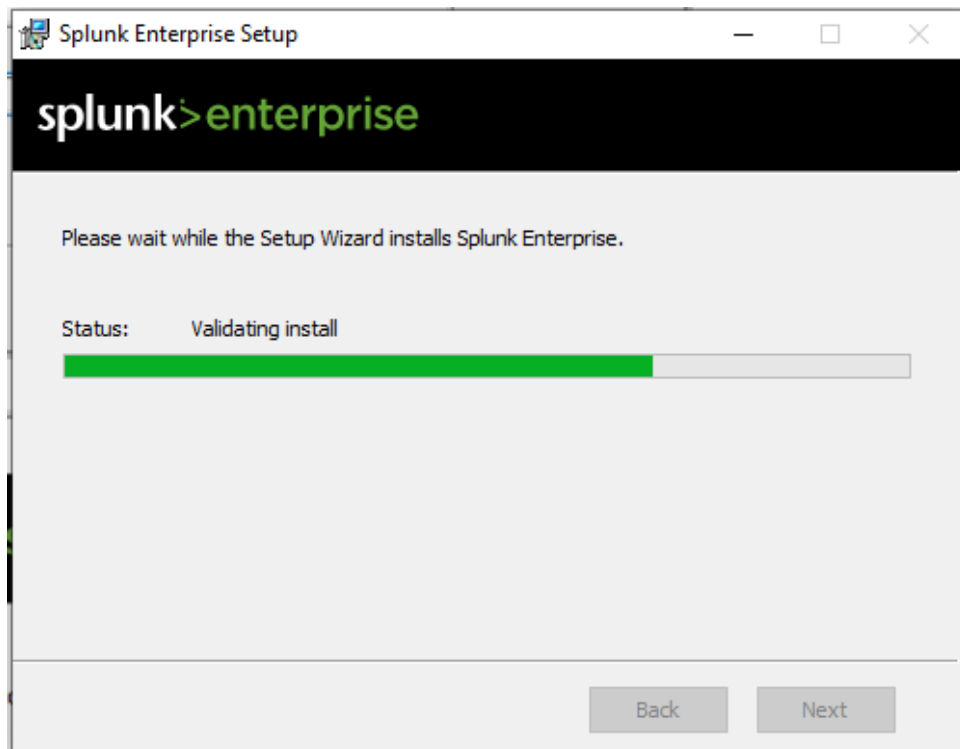 Splunk Enterprise Setup
splunk>enterprise
Please wait while the Setup Wizard installs Splunk Enterprise.
Status: Validating install
Back Next